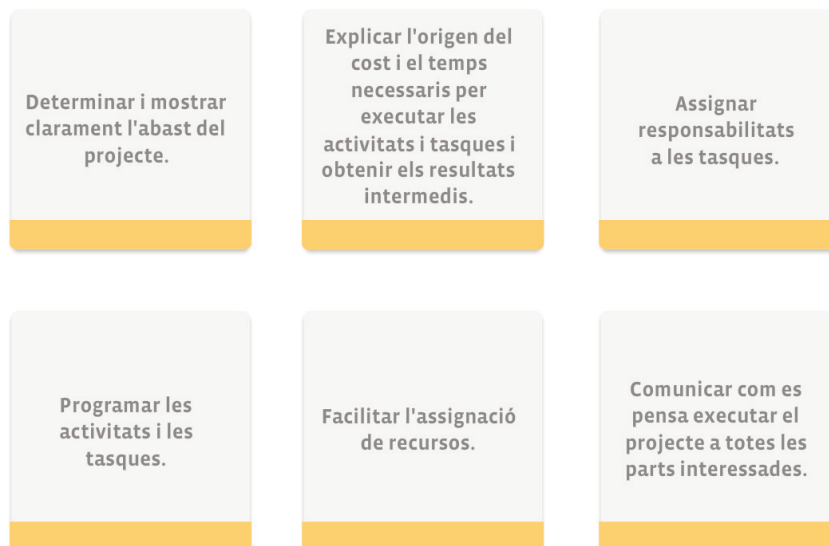 Determinar i mostrar
clarament l'abast del
projecte.
Explicar l'origen del
cost i el temps
necessaris per
executar les
activitats i tasques i
obtenir els resultats
intermedis.
Assignar
responsabilitats
a les tasques.
Programar les
activitats i les
tasques.
Facilitar l'assignació
de recursos.
Comunicar com es
pensa executar el
projecte a totes les
parts interessades.